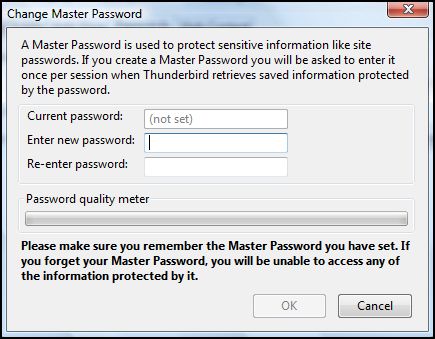 Change Master Password
A Master Password is used to protect sensitive information like site
passwords. If you create a Master Password you will be asked to enter it
once per session when Thunderbird retrieves saved information protected
by the password.
Current password: (not set)
Enter new password:
Re-enter password:
Password quality meter
Please make sure you remember the Master Password you have set. If
you forget your Master Password, you will be unable to access any of
the information protected by it.
OK Cancel